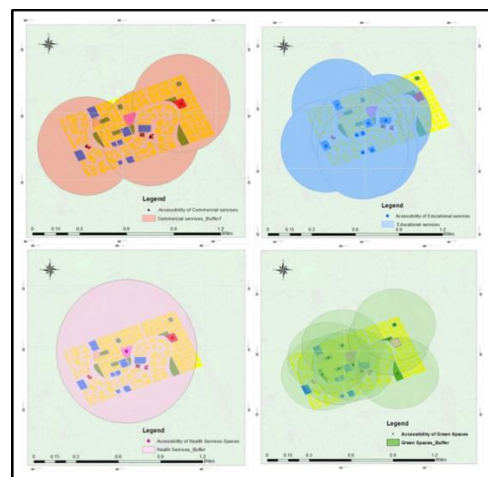 Legend
Accessibility of Commercial services
Commercial services_Buffer7
0 0.15 0.3 0.6 0.9 1.2
Miles
Legend
Accessibility of Educational services
Educational services
0 0.15 0.3 0.6 0.9 1.2
Miles
Legend
Accessibility of Health Services Spaces
Health Services_Buffer
0 0.15 0.3 0.6 0.9 1.2
Miles
Legend
Accessibility of Green Spaces
Green Spaces_Buffer
0 0.15 0.3 0.6 0.9 1.2
Miles